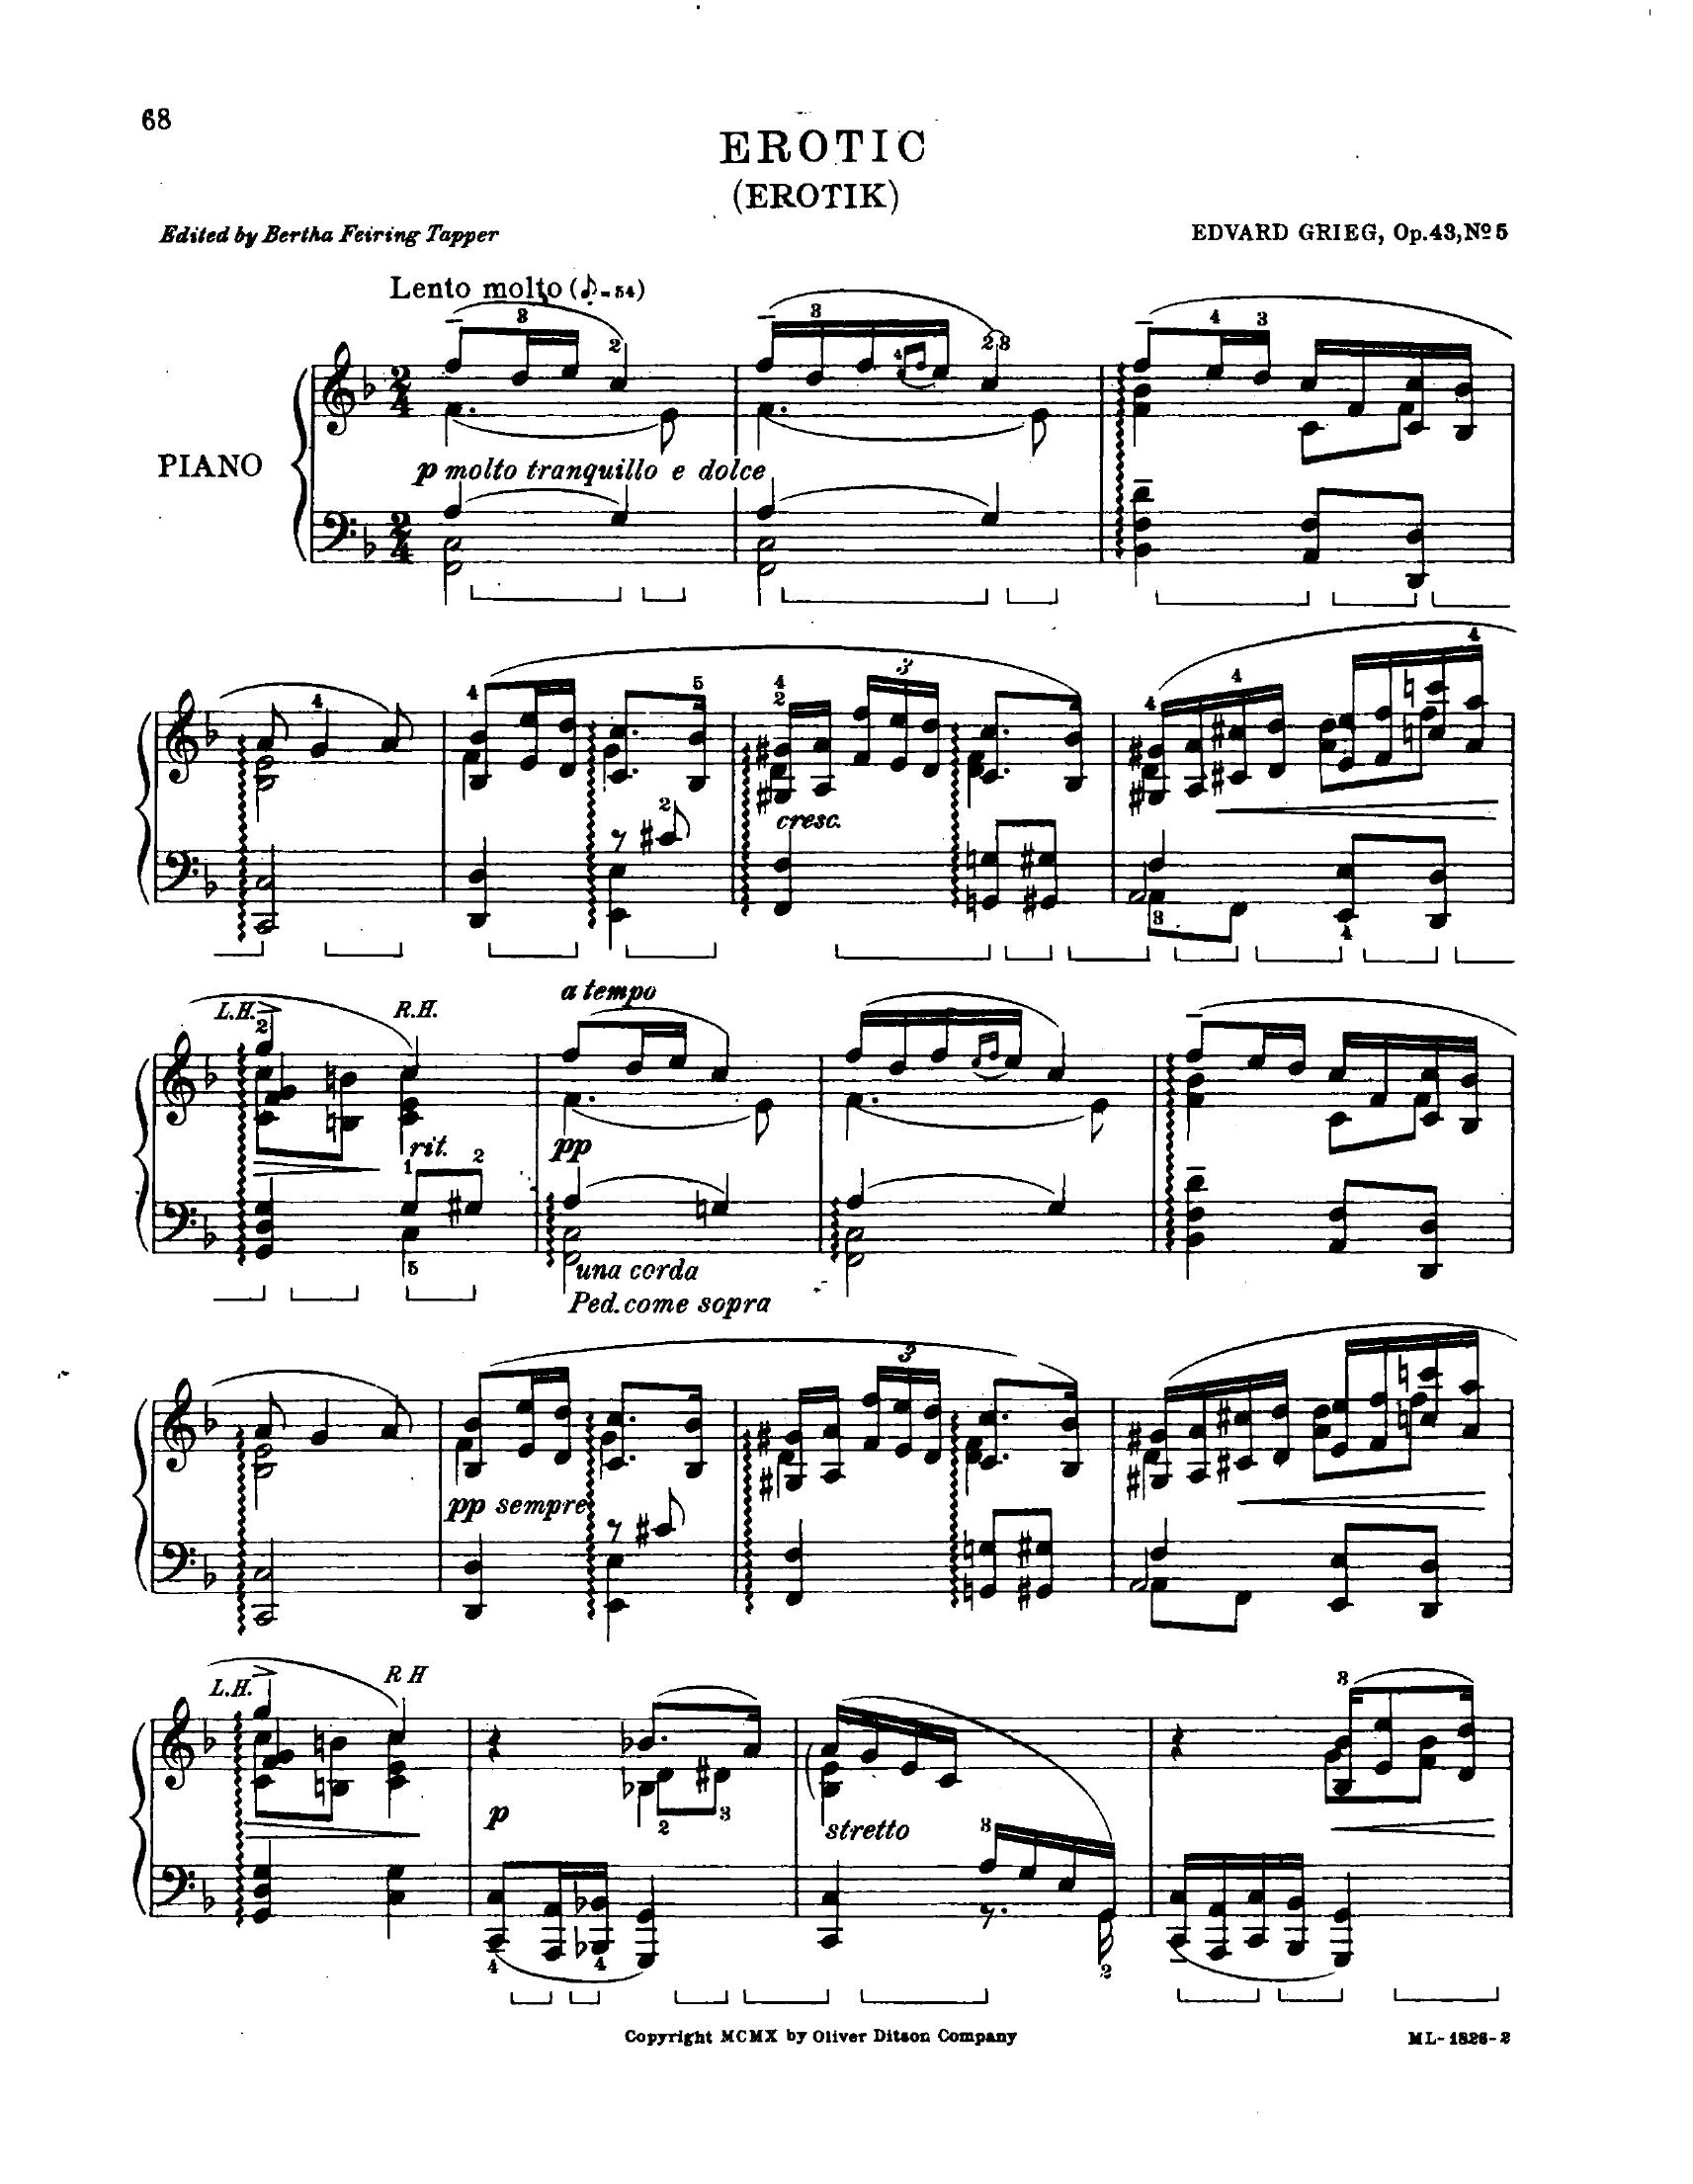 68
EROTIC
(EROTIK)
Edited by Bertha Feiring Tapper
EDVARD GRIEG, Op.43, Nº 5
Lento molto (♪=54)
PIANO
p molto tranquillo e dolce
cresc.
L.H.
R.H.
a tempo
rit.
pp
una corda
Ped. come sopra
pp sempre
L.H.
R H
p
stretto
Copyright MCMX by Oliver Ditson Company
ML-1826-2